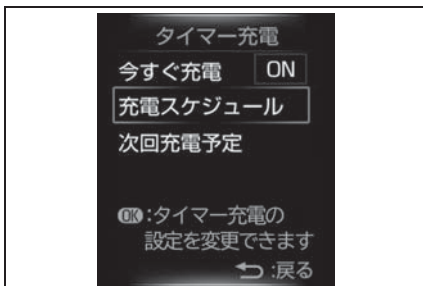 タイマー充電
今すぐ充電 ON
充電スケジュール
次回充電予定
OK:タイマー充電の
設定を変更できます
:戻る